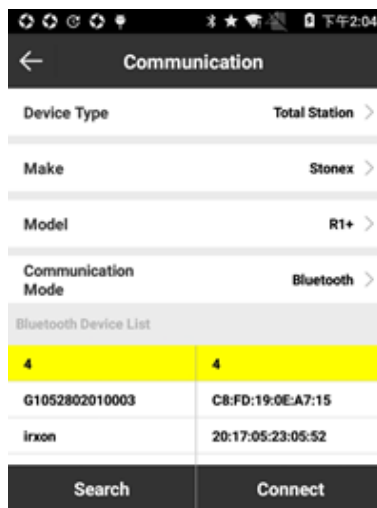 下午2:04
Communication
Device Type Total Station
Make Stonex
Model R1+
Communication
Mode Bluetooth
Bluetooth Device List
4 4
G1052802010003 C8:FD:19:0E:A7:15
irxon 20:17:05:23:05:52
Search Connect